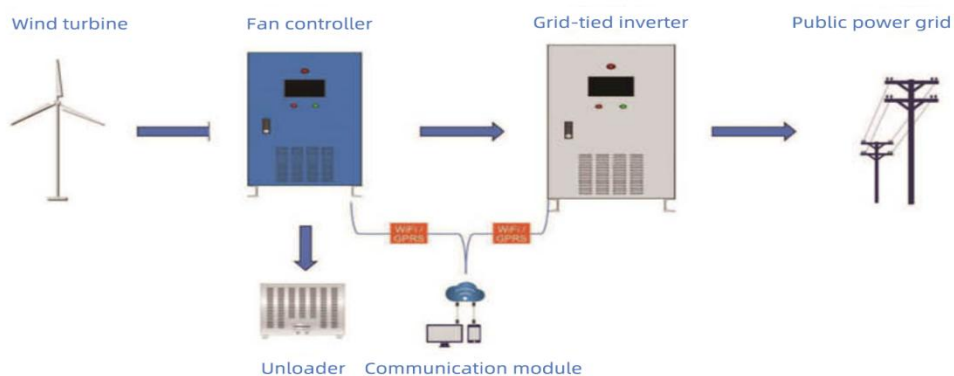 Wind turbine
Fan controller
Grid-tied inverter
Public power grid
WiFi /
GPRS
WiFi /
GPRS
Unloader
Communication module